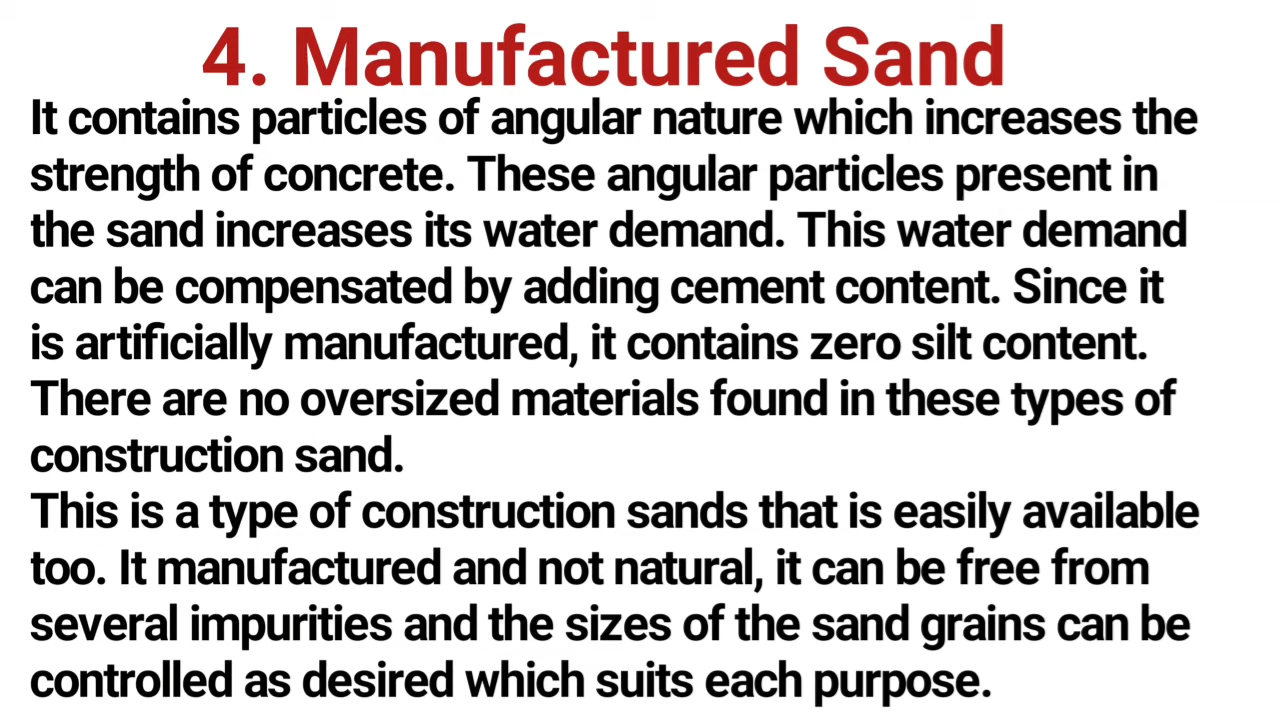 4. Manufactured Sand
It contains particles of angular nature which increases the
strength of concrete. These angular particles present in
the sand increases its water demand. This water demand
can be compensated by adding cement content. Since it
is artificially manufactured, it contains zero silt content.
There are no oversized materials found in these types of
construction sand.
This is a type of construction sands that is easily available
too. It manufactured and not natural, it can be free from
several impurities and the sizes of the sand grains can be
controlled as desired which suits each purpose.